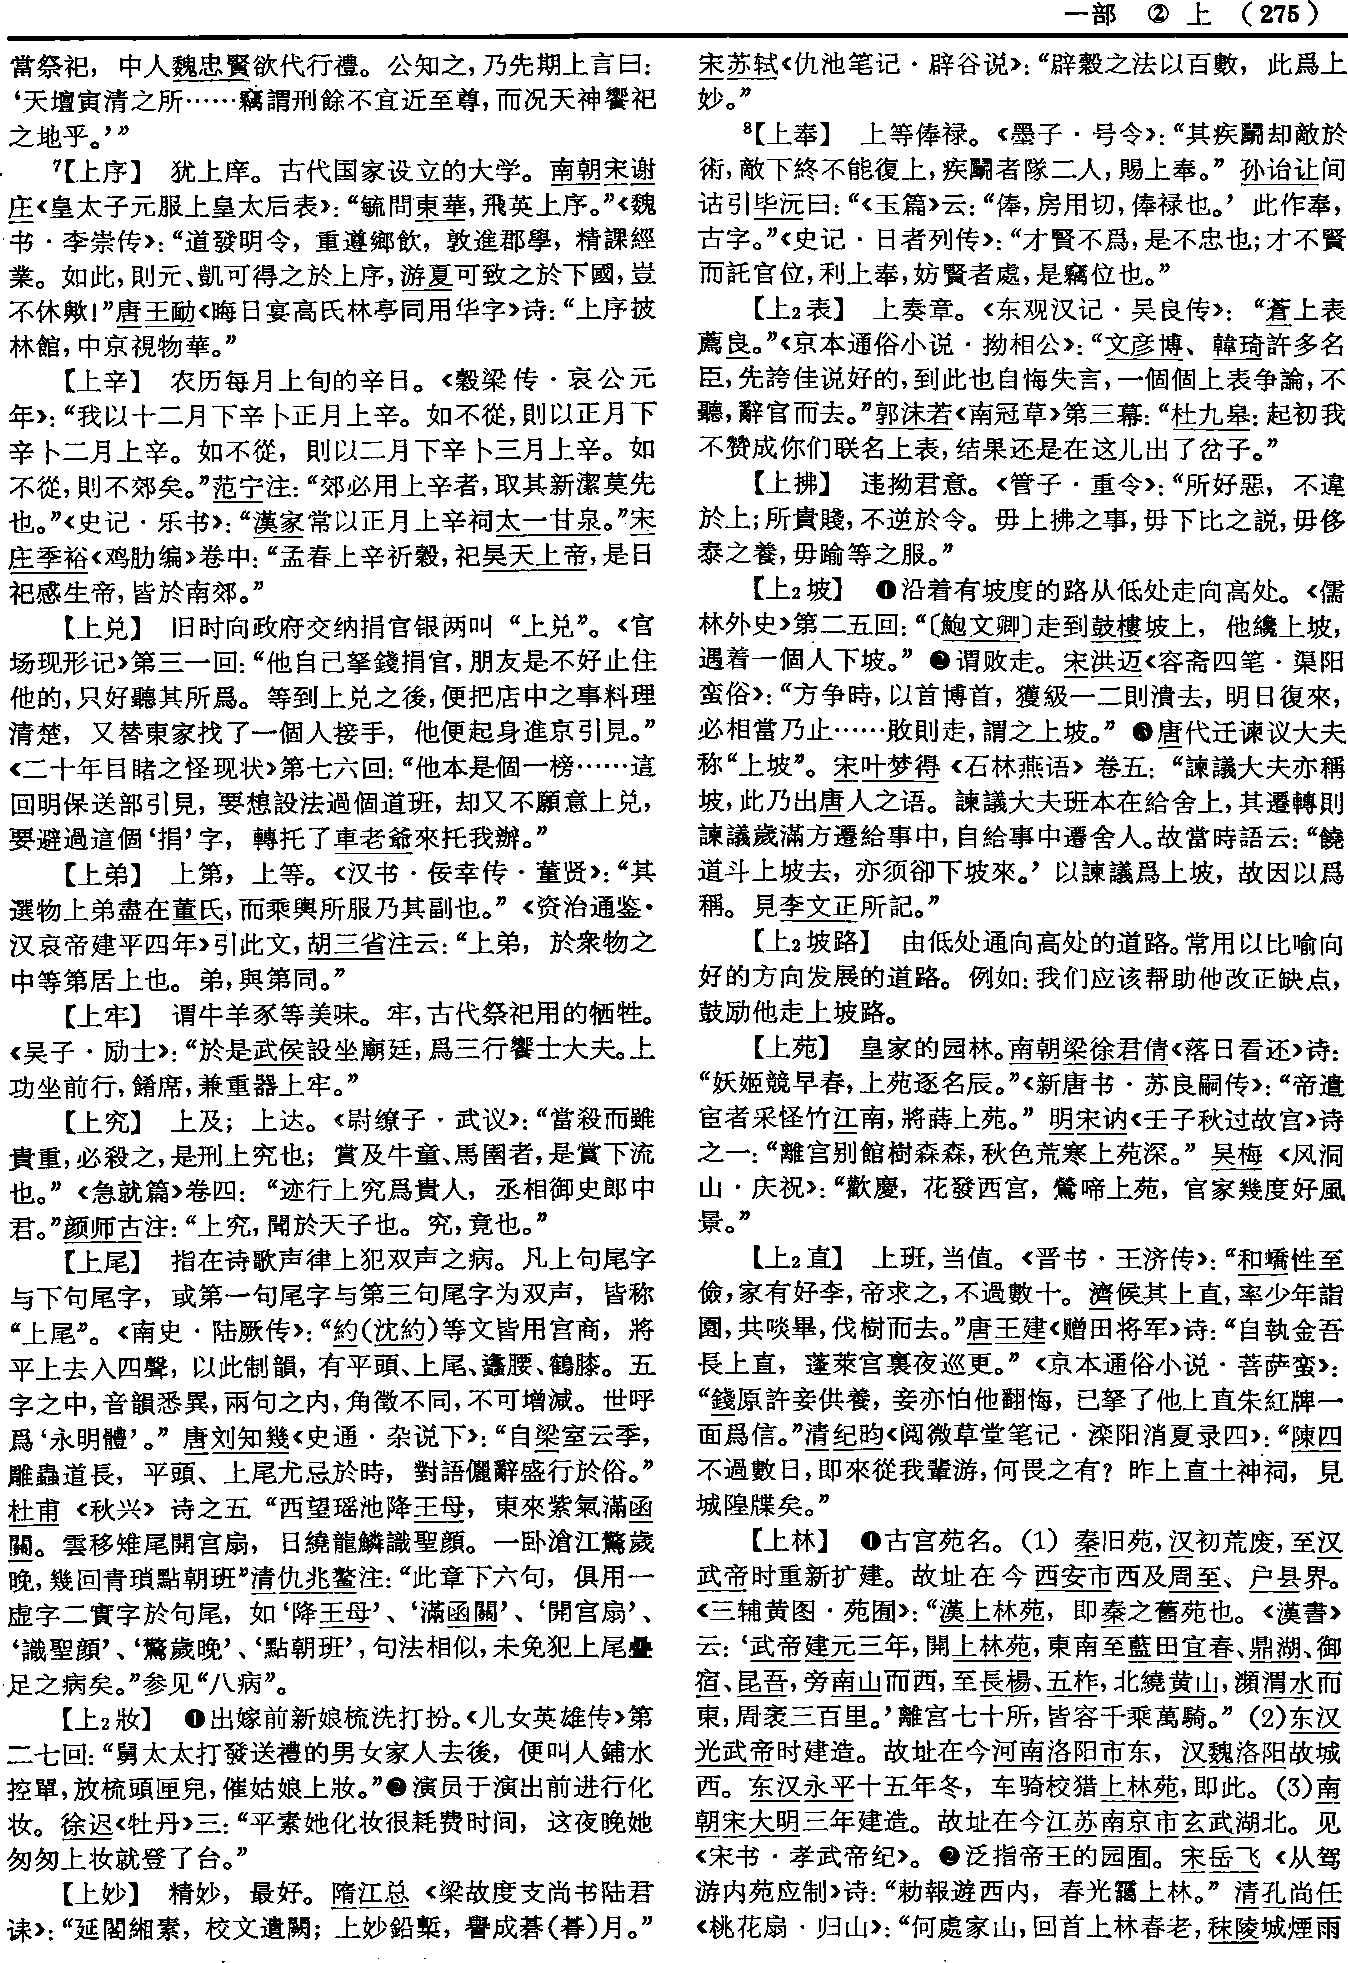 一部 ② 上 （275）
當祭祀，中人魏忠賢欲代行禮。公知之，乃先期上言曰：
‘天壇寅清之所……竊謂刑餘不宜近至尊，而况天神饗祀
之地乎。’”
7【上序】 犹上庠。古代国家设立的大学。南朝宋谢
庄《皇太子元服上皇太后表》：“毓問東華，飛英上序。”《魏
书·李崇传》：“道發明令，重遵鄉飲，敦進郡學，精課經
業。如此，則元、凱可得之於上序，游夏可致之於下國，豈
不休歟！”唐王勔《晦日宴高氏林亭同用华字》诗：“上序披
林館，中京視物華。”
【上辛】 农历每月上旬的辛日。《穀梁传·哀公元
年》：“我以十二月下辛卜正月上辛。如不從，則以正月下
辛卜二月上辛。如不從，則以二月下辛卜三月上辛。如
不從，則不郊矣。”范宁注：“郊必用上辛者，取其新潔莫先
也。”《史记·乐书》：“漢家常以正月上辛祠太一甘泉。”宋
庄季裕《鸡肋编》卷中：“孟春上辛祈穀，祀昊天上帝，是日
祀感生帝，皆於南郊。”
【上兑】 旧时向政府交纳捐官银两叫“上兑”。《官
场现形记》第三一回：“他自己拏錢捐官，朋友是不好止住
他的，只好聽其所爲。等到上兑之後，便把店中之事料理
清楚，又替東家找了一個人接手，他便起身進京引見。”
《二十年目睹之怪现状》第七六回：“他本是個一榜……這
回明保送部引見，要想設法過個道班，却又不願意上兑，
要避過這個‘捐’字，轉托了車老爺來托我辦。”
【上弟】 上第，上等。《汉书·佞幸传·董贤》：“其
選物上弟盡在董氏，而乘輿所服乃其副也。”《资治通鉴·
汉哀帝建平四年》引此文，胡三省注云：“上弟，於衆物之
中等第居上也。弟，與第同。”
【上牢】 谓牛羊豕等美味。牢，古代祭祀用的牺牲。
《吴子·励士》：“於是武侯設坐廟廷，爲三行饗士大夫。上
功坐前行，餚席，兼重器上牢。”
【上究】 上及；上达。《尉缭子·武议》：“當殺而雖
貴重，必殺之，是刑上究也；賞及牛童、馬圉者，是賞下流
也。”《急就篇》卷四：“迹行上究爲貴人，丞相御史郎中
君。”颜师古注：“上究，聞於天子也。究，竟也。”
【上尾】 指在诗歌声律上犯双声之病。凡上句尾字
与下句尾字，或第一句尾字与第三句尾字为双声，皆称
“上尾”。《南史·陆厥传》：“約（沈約）等文皆用宫商，將
平上去入四聲，以此制韻，有平頭、上尾、蠭腰、鶴膝。五
字之中，音韻悉異，兩句之内，角徵不同，不可增減。世呼
爲‘永明體’。”唐刘知幾《史通·杂说下》：“自梁室云季，
雕蟲道長，平頭、上尾尤忌於時，對語儷辭盛行於俗。”
杜甫《秋兴》诗之五“西望瑶池降王母，東來紫氣滿函
關。雲移雉尾開宫扇，日繞龍鱗識聖顏。一卧滄江驚歲
晚，幾回青瑣點朝班”清仇兆鳌注：“此章下六句，俱用一
虚字二實字於句尾，如‘降王母’、‘滿函關’、‘開宫扇’、
‘識聖顏’、‘驚歲晚’、‘點朝班’，句法相似，未免犯上尾疊
足之病矣。”参见“八病”。
【上2妝】 ❶出嫁前新娘梳洗打扮。《儿女英雄传》第
二七回：“舅太太打發送禮的男女家人去後，便叫人鋪水
控單，放梳頭匣兒，催姑娘上妝。”❷演员于演出前进行化
妆。徐迟《牡丹》三：“平素她化妆很耗费时间，这夜晚她
匆匆上妆就登了台。”
【上妙】 精妙，最好。隋江总《梁故度支尚书陆君
诔》：“延閣緗素，校文遺闕；上妙鉛槧，譽成朞（朞）月。”
宋苏轼《仇池笔记·辟谷说》：“辟穀之法以百數，此爲上
妙。”
8【上奉】 上等俸禄。《墨子·号令》：“其疾鬭却敵於
術，敵下終不能復上，疾鬭者隊二人，賜上奉。”孙诒让间
诂引毕沅曰：“《玉篇》云：“俸，房用切，俸禄也。’此作奉，
古字。”《史记·日者列传》：“才賢不爲，是不忠也；才不賢
而託官位，利上奉，妨賢者處，是竊位也。”
【上2表】 上奏章。《东观汉记·吴良传》：“蒼上表
薦良。”《京本通俗小说·拗相公》：“文彦博、韓琦許多名
臣，先誇佳说好的，到此也自悔失言，一個個上表争論，不
聽，辭官而去。”郭沫若《南冠草》第三幕：“杜九皋：起初我
不赞成你们联名上表，结果还是在这儿出了岔子。”
【上拂】 违拗君意。《管子·重令》：“所好惡，不違
於上；所貴賤，不逆於令。毋上拂之事，毋下比之説，毋侈
泰之養，毋踰等之服。”
【上2坡】 ❶沿着有坡度的路从低处走向高处。《儒
林外史》第二五回：“〔鮑文卿〕走到鼓樓坡上，他纔上坡，
遇着一個人下坡。”❷谓败走。宋洪迈《容斋四笔·渠阳
蛮俗》：“方争時，以首博首，獲級一二則潰去，明日復來，
必相當乃止……敗則走，謂之上坡。”❸唐代迁谏议大夫
称“上坡”。宋叶梦得《石林燕语》卷五：“諫議大夫亦稱
坡，此乃出唐人之语。諫議大夫班本在給舍上，其遷轉則
諫議歲滿方遷給事中，自給事中遷舍人。故當時語云：“饒
道斗上坡去，亦须卻下坡來。’以諫議爲上坡，故因以爲
稱。見李文正所記。”
【上2坡路】 由低处通向高处的道路。常用以比喻向
好的方向发展的道路。例如：我们应该帮助他改正缺点，
鼓励他走上坡路。
【上苑】 皇家的园林。南朝梁徐君倩《落日看还》诗：
“妖姬競早春，上苑逐名辰。”《新唐书·苏良嗣传》：“帝遣
宦者采怪竹江南，將蒔上苑。”明宋讷《壬子秋过故宫》诗
之一：“離宫别館樹森森，秋色荒寒上苑深。”吴梅《风洞
山·庆祝》：“歡慶，花發西宫，鶯啼上苑，官家幾度好風
景。”
【上2直】 上班，当值。《晋书·王济传》：“和嶠性至
儉，家有好李，帝求之，不過數十。濟候其上直，率少年詣
園，共啖畢，伐樹而去。”唐王建《赠田将军》诗：“自執金吾
長上直，蓬萊宫裏夜巡更。”《京本通俗小说·菩萨蛮》：
“錢原許妾供養，妾亦怕他翻悔，已拏了他上直朱紅牌一
面爲信。”清纪昀《阅微草堂笔记·滦阳消夏录四》：“陳四
不過數日，即來從我輩游，何畏之有？昨上直土神祠，見
城隍牒矣。”
【上林】 ❶古宫苑名。（1）秦旧苑，汉初荒废，至汉
武帝时重新扩建。故址在今西安市西及周至、户县界。
《三辅黄图·苑囿》：“漢上林苑，即秦之舊苑也。《漢書》
云：‘武帝建元三年，開上林苑，東南至藍田宜春、鼎湖、御
宿、昆吾，旁南山而西，至長楊、五柞，北繞黄山，瀕渭水而
東，周袤三百里。’離宫七十所，皆容千乘萬騎。”（2）东汉
光武帝时建造。故址在今河南洛阳市东，汉魏洛阳故城
西。东汉永平十五年冬，车骑校猎上林苑，即此。（3）南
朝宋大明三年建造。故址在今江苏南京市玄武湖北。见
《宋书·孝武帝纪》。❷泛指帝王的园囿。宋岳飞《从驾
游内苑应制》诗：“勅報遊西内，春光靄上林。”清孔尚任
《桃花扇·归山》：“何處家山，回首上林春老，秣陵城煙雨